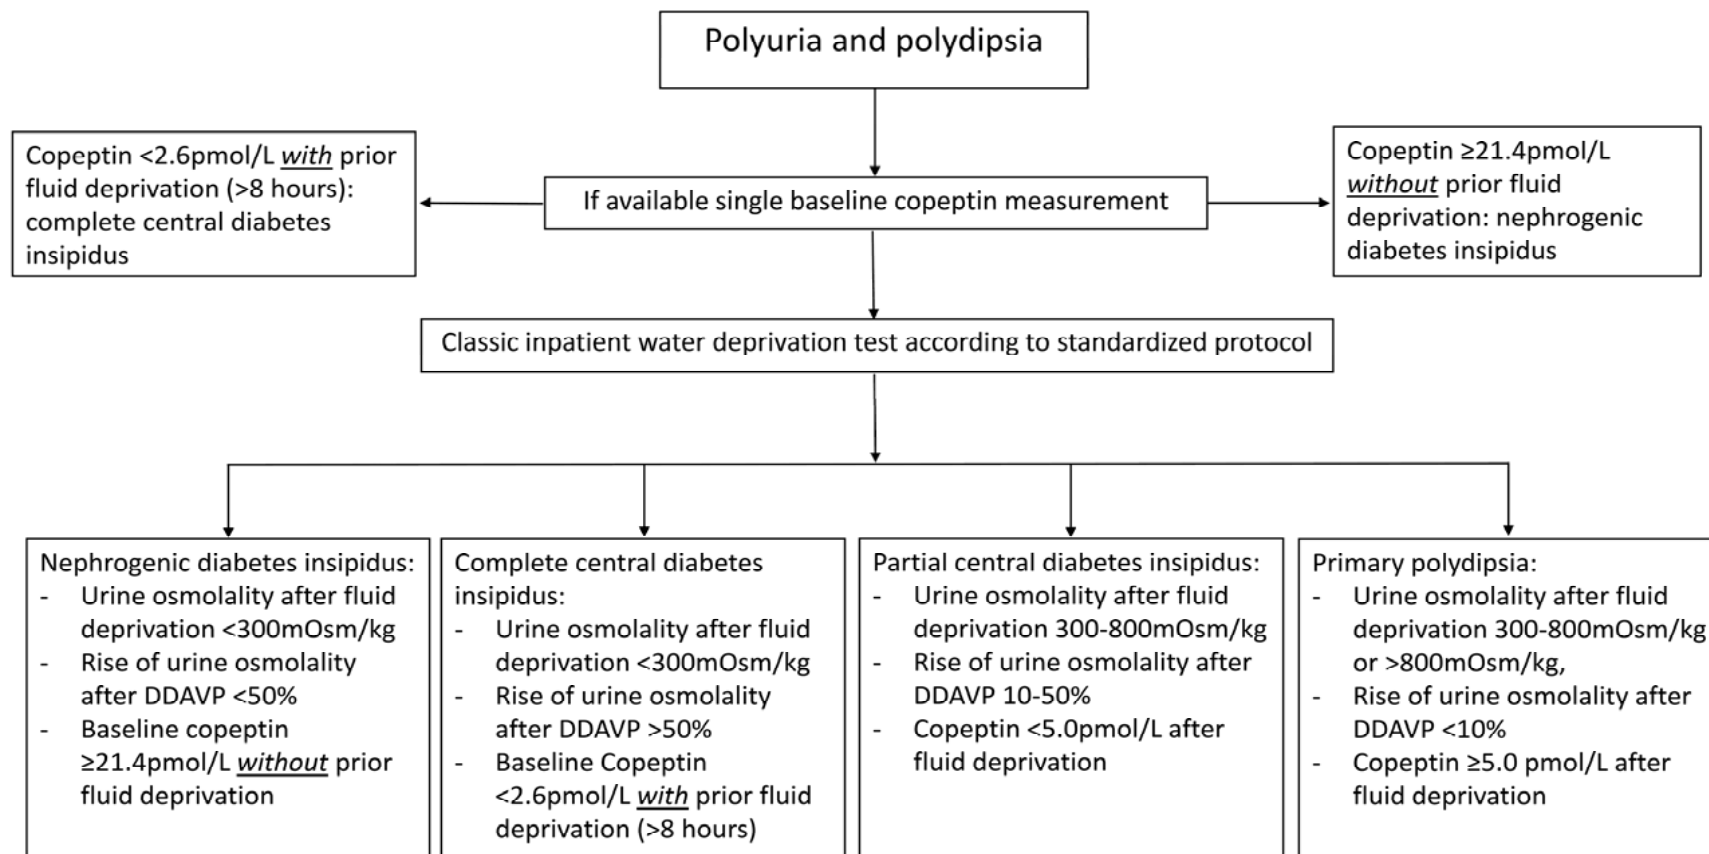 Polyuria and polydipsia
Copeptin <2.6pmol/L with prior
fluid deprivation (>8 hours):
complete central diabetes
insipidus
If available single baseline copeptin measurement
Copeptin ≥21.4pmol/L
without prior fluid
deprivation: nephrogenic
diabetes insipidus
Classic inpatient water deprivation test according to standardized protocol
Nephrogenic diabetes insipidus:
- Urine osmolality after fluid
deprivation <300mOsm/kg
- Rise of urine osmolality
after DDAVP <50%
- Baseline copeptin
≥21.4pmol/L without prior
fluid deprivation
Complete central diabetes
insipidus:
- Urine osmolality after fluid
deprivation <300mOsm/kg
- Rise of urine osmolality
after DDAVP >50%
- Baseline Copeptin
<2.6pmol/L with prior fluid
deprivation (>8 hours)
Partial central diabetes insipidus:
- Urine osmolality after fluid
deprivation 300-800mOsm/kg
- Rise of urine osmolality after
DDAVP 10-50%
- Copeptin <5.0pmol/L after
fluid deprivation
Primary polydipsia:
- Urine osmolality after fluid
deprivation 300-800mOsm/kg
or >800mOsm/kg,
- Rise of urine osmolality after
DDAVP <10%
- Copeptin ≥5.0 pmol/L after
fluid deprivation